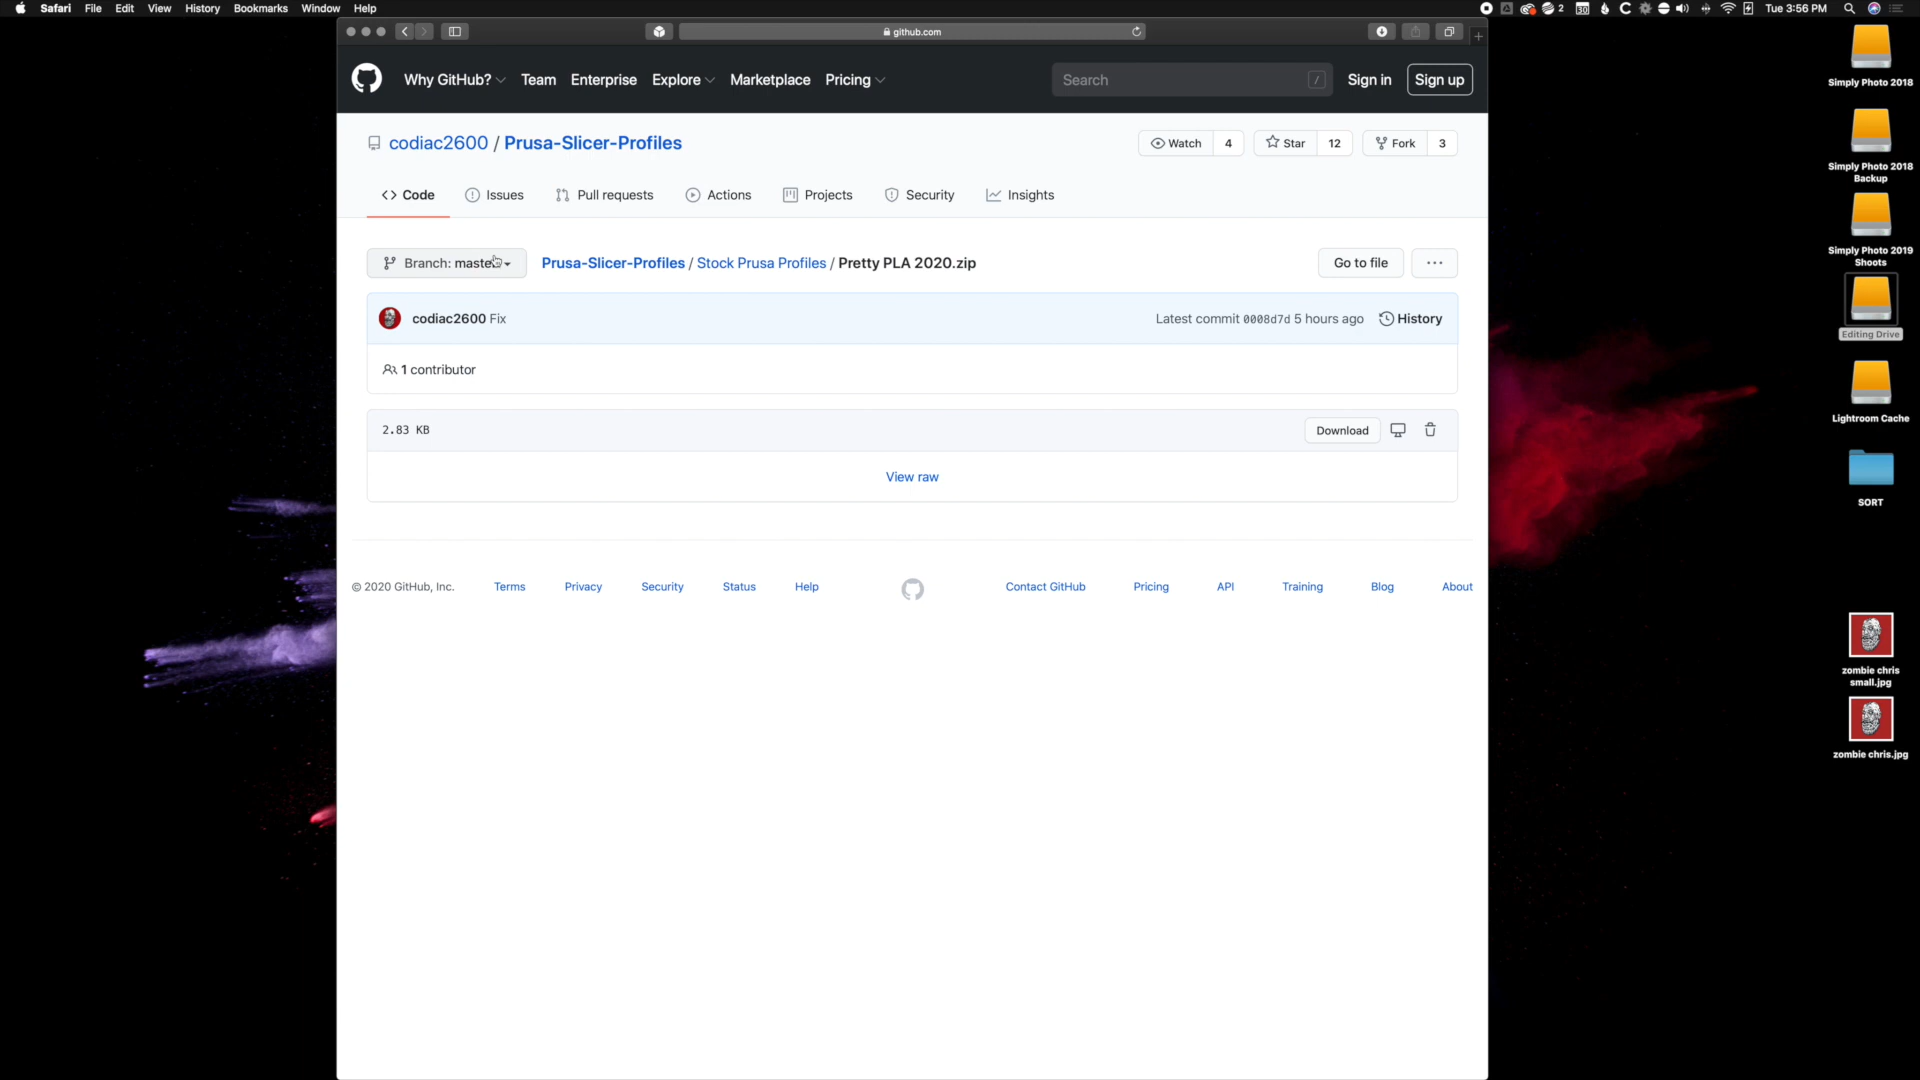 Safari File Edit View History Bookmarks Window Help
2 30 Tue 3:56 PM
github.com
Why GitHub? Team Enterprise Explore Marketplace Pricing Search / Sign in Sign up
codiac2600 / Prusa-Slicer-Profiles Watch 4 Star 12 Fork 3
Code Issues Pull requests Actions Projects Security Insights
Branch: master Prusa-Slicer-Profiles / Stock Prusa Profiles / Pretty PLA 2020.zip Go to file ...
codiac2600 Fix Latest commit 0008d7d 5 hours ago History
1 contributor
2.83 KB Download
View raw
© 2020 GitHub, Inc. Terms Privacy Security Status Help Contact GitHub Pricing API Training Blog About
Simply Photo 2018
Simply Photo 2018
Backup
Simply Photo 2019
Shoots
Editing Drive
Lightroom Cache
SORT
zombie chris
small.jpg
zombie chris.jpg